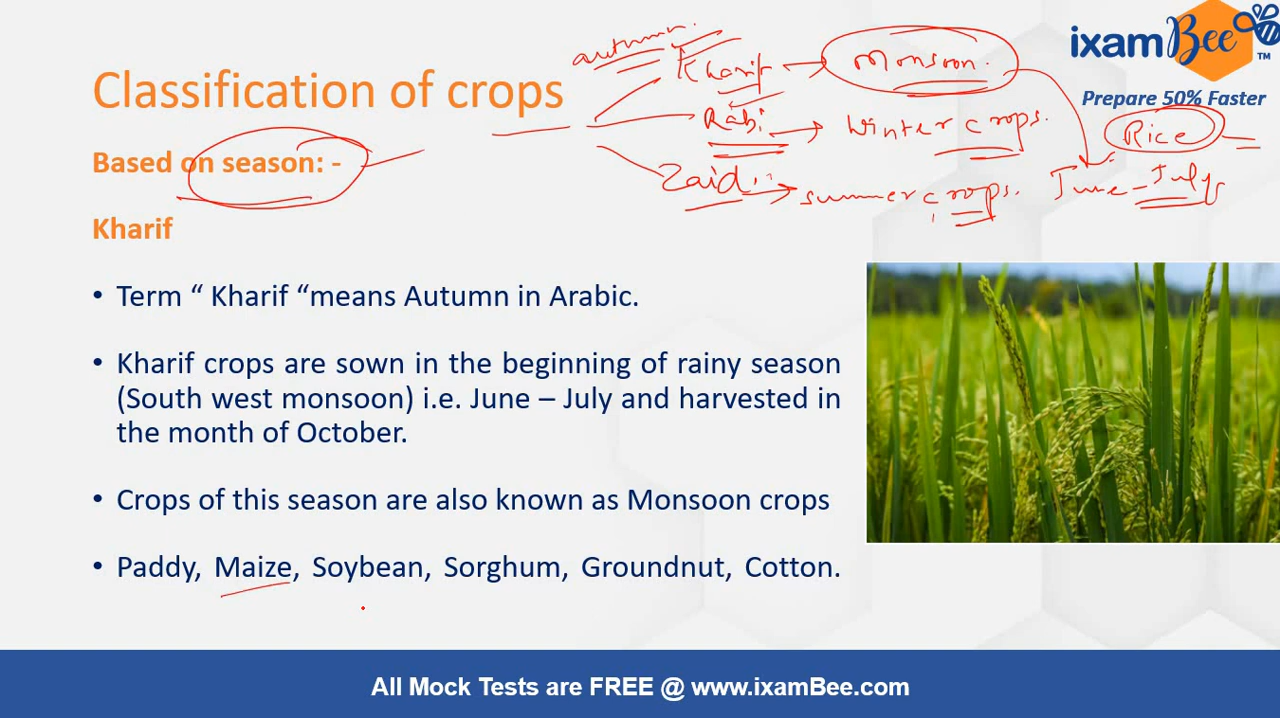 ixamBee
TM
Prepare 50% Faster
Classification of crops
autumn.
Kharif → Monsoon.
Rabi → Winter crops.
Rice
Zaid → summer crops.
June - July
Based on season: -
Kharif
• Term “ Kharif “means Autumn in Arabic.
• Kharif crops are sown in the beginning of rainy season
(South west monsoon) i.e. June – July and harvested in
the month of October.
• Crops of this season are also known as Monsoon crops
• Paddy, Maize, Soybean, Sorghum, Groundnut, Cotton.
All Mock Tests are FREE @ www.ixamBee.com